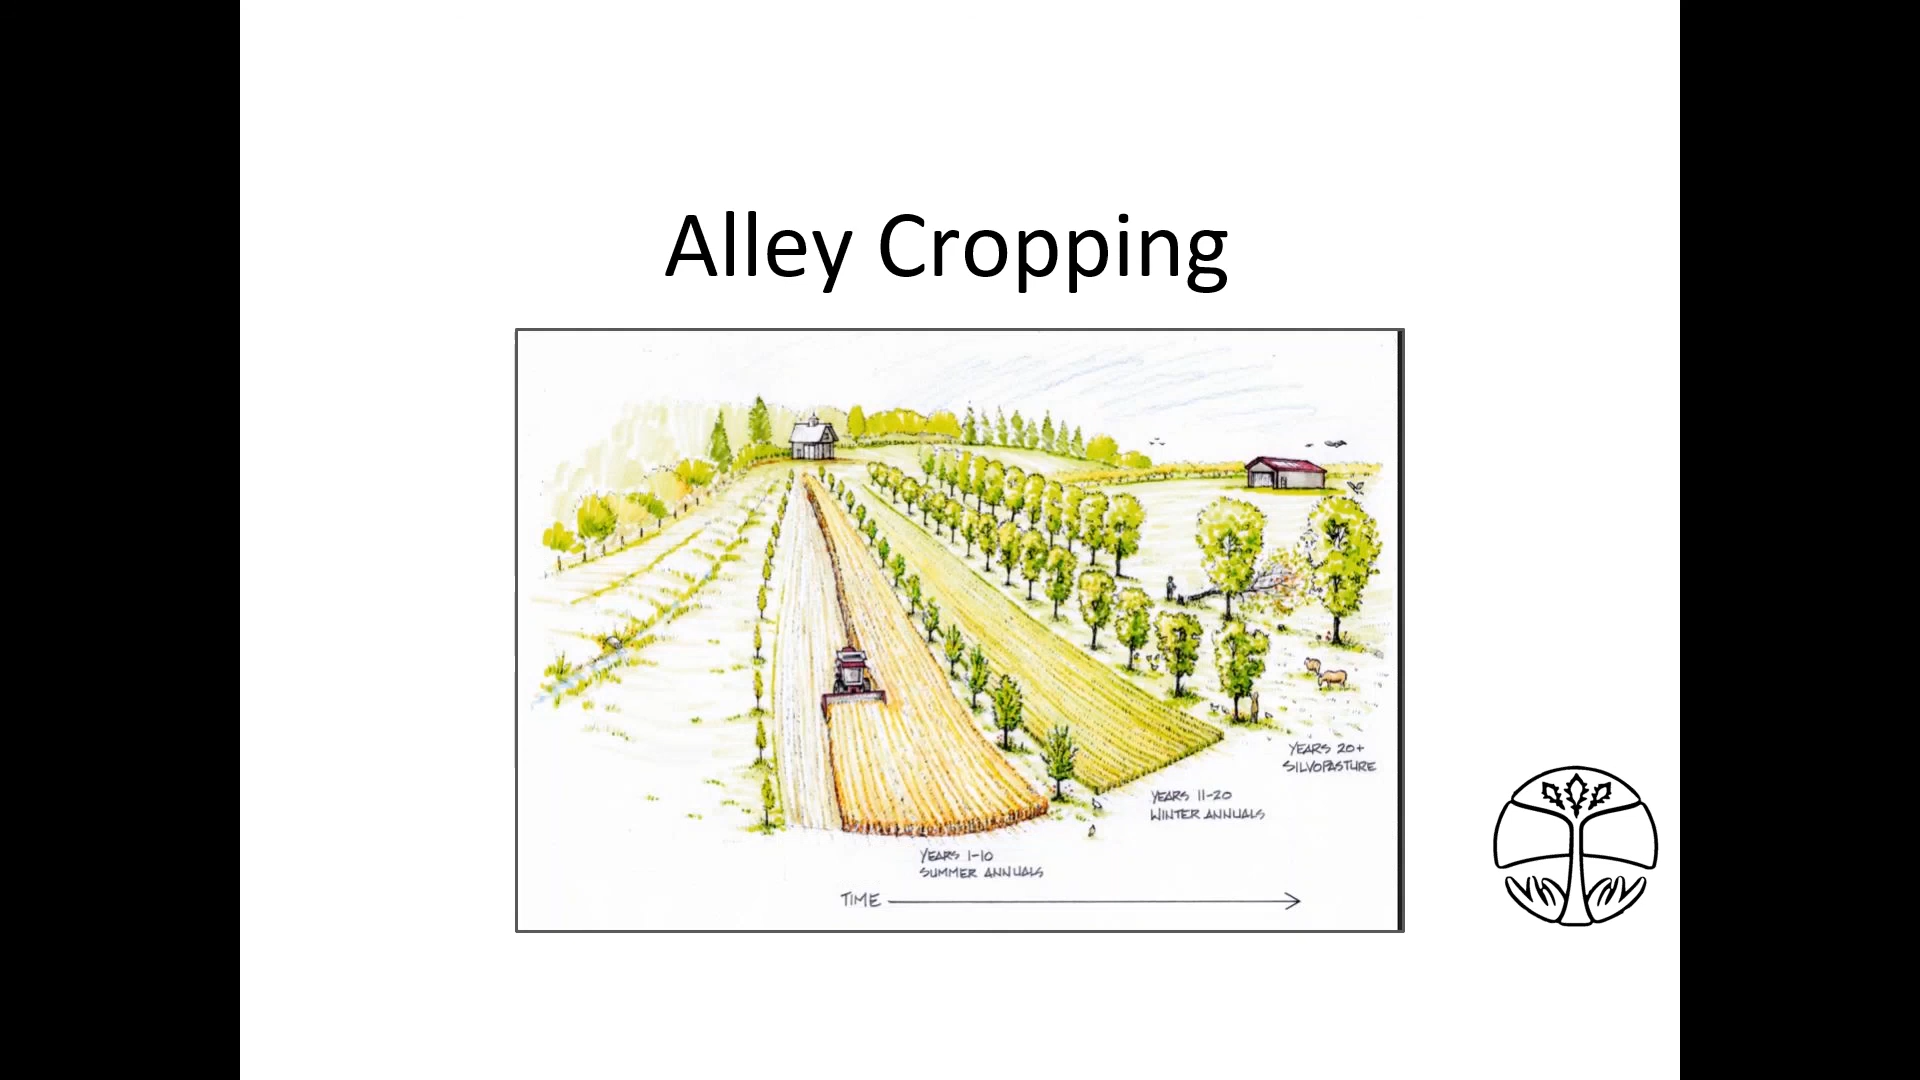 Alley Cropping
YEARS 20+
SILVOPASTURE
YEARS 11-20
WINTER ANNUALS
YEARS 1-10
SUMMER ANNUALS
TIME